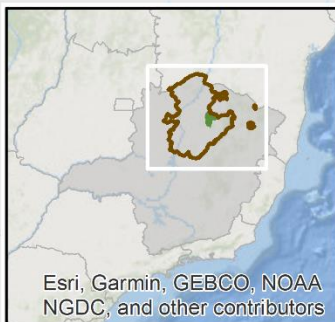 Esri, Garmin, GEBCO, NOAA
NGDC, and other contributors